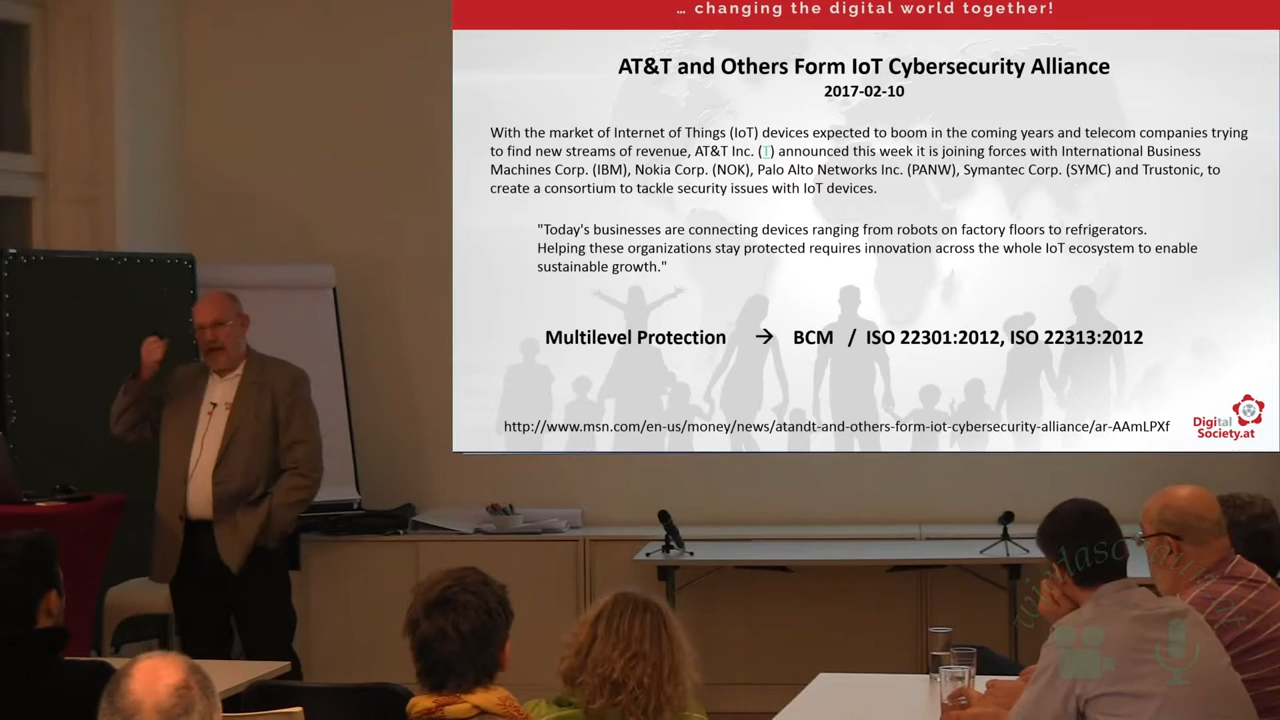 … changing the digital world together!
AT&T and Others Form IoT Cybersecurity Alliance
2017-02-10
With the market of Internet of Things (IoT) devices expected to boom in the coming years and telecom companies trying
to find new streams of revenue, AT&T Inc. (T) announced this week it is joining forces with International Business
Machines Corp. (IBM), Nokia Corp. (NOK), Palo Alto Networks Inc. (PANW), Symantec Corp. (SYMC) and Trustonic, to
create a consortium to tackle security issues with IoT devices.
"Today's businesses are connecting devices ranging from robots on factory floors to refrigerators.
Helping these organizations stay protected requires innovation across the whole IoT ecosystem to enable
sustainable growth."
Multilevel Protection → BCM / ISO 22301:2012, ISO 22313:2012
http://www.msn.com/en-us/money/news/atandt-and-others-form-iot-cybersecurity-alliance/ar-AAmLPXf
Digital
Society.at